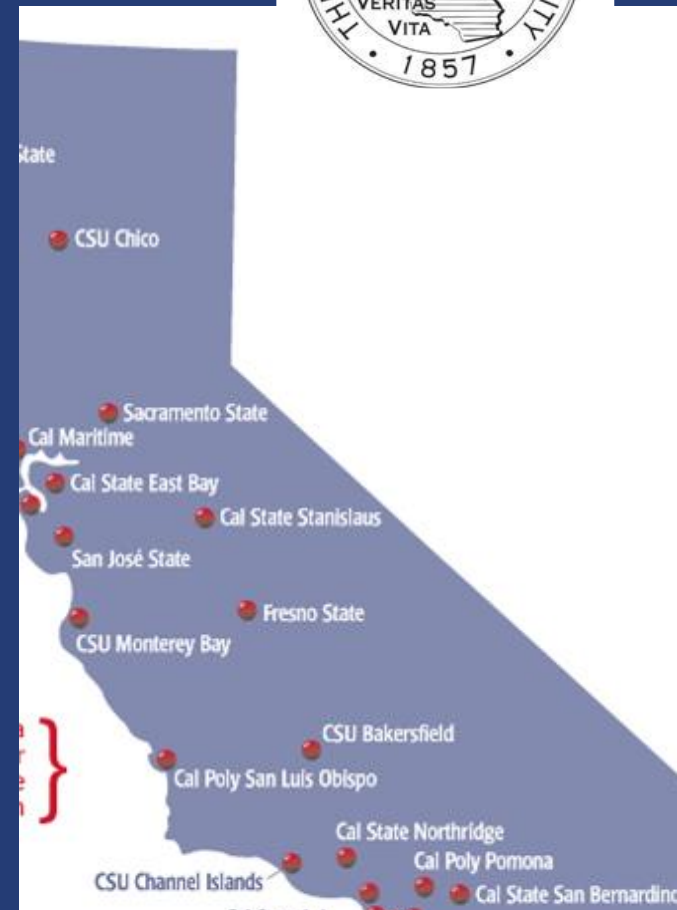 VERITAS
VITA
1857
State
CSU Chico
Sacramento State
Cal Maritime
Cal State East Bay
Cal State Stanislaus
San José State
Fresno State
CSU Monterey Bay
CSU Bakersfield
Cal Poly San Luis Obispo
Cal State Northridge
Cal Poly Pomona
CSU Channel Islands
Cal State San Bernardino